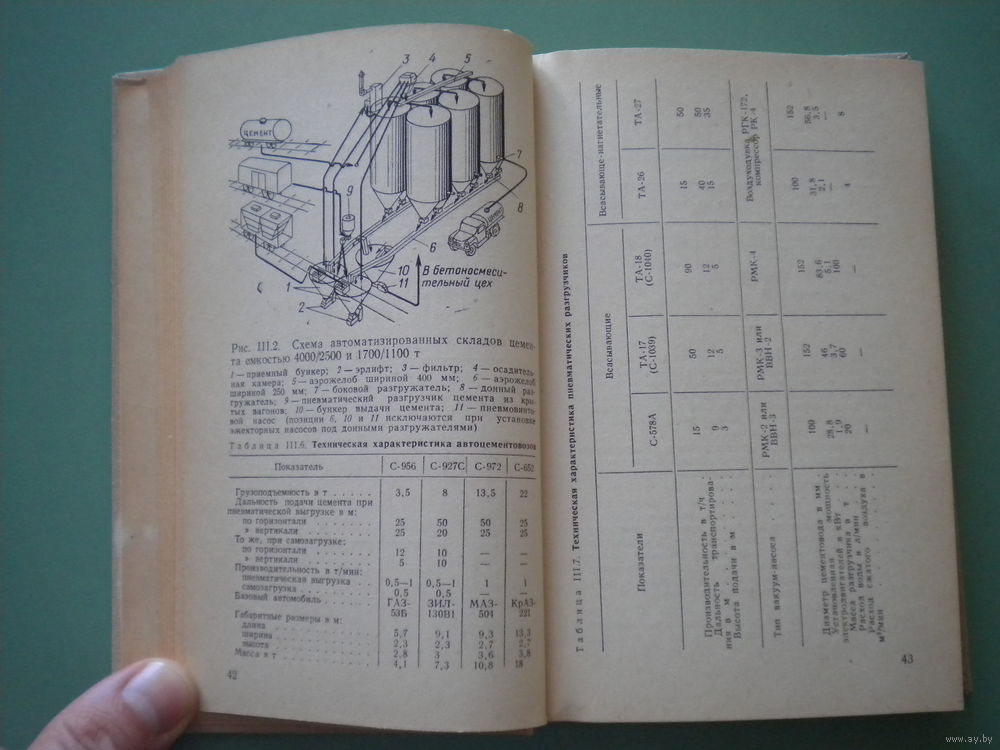 ЦЕМЕНТ
3
4
5
7
9
8
6
10
11
В бетоносмеси-
тельный цех
1
2
Рис. III.2. Схема автоматизированных складов цемен-
та емкостью 4000/2500 и 1700/1100 т
1 — приемный бункер; 2 — эрлифт; 3 — фильтр; 4 — осадитель-
ная камера; 5 — аэрожелоб шириной 400 мм; 6 — аэрожелоб
шириной 250 мм; 7 — боковой разгружатель; 8 — донный раз-
гружатель; 9 — пневматический разгрузчик цемента из кры-
тых вагонов; 10 — бункер выдачи цемента; 11 — пневмовинто-
вой насос (позиции 6, 10 и 11 исключаются при установке
эжекторных насосов под донными разгружателями)
Таблица III.6. Техническая характеристика автоцементовозов
Показатель С-956 С-927С С-972 С-652
Грузоподъемность в т . . . . . 3,5 8 13,5 22
Дальность подачи цемента при
пневматической выгрузке в м:
по горизонтали . . . . . . . 25 50 50 25
» вертикали . . . . . . . 25 20 25 25
То же, при самозагрузке:
по горизонтали . . . . . . . 12 10 — —
» вертикали . . . . . . . 5 10 — —
Производительность в т/мин:
пневматическая выгрузка . . 0,5—1 0,5—1 1 1
самозагрузка . . . . . . . 0,5 0,5 — —
Базовый автомобиль . . . . . ГАЗ- ЗИЛ- МАЗ- КрАЗ-
53Б 130В1 504 221
Габаритные размеры в м:
длина . . . . . . . 5,7 9,1 9,3 13,3
ширина . . . . . . . 2,3 2,3 2,7 2,7
высота . . . . . . . 2,8 3 3,6 3,8
Масса в т . . . . . . . 4,1 7,3 10,8 18
42
Таблица III.7. Техническая характеристика пневматических разгрузчиков
Показатели Всасывающие Всасывающе-нагнетательные
С-578А ТА-17 ТА-18 ТА-26 ТА-27
(С-1039) (С-1010)
Производительность в т/ч . . 15 50 90 15 50
Дальность транспортирова-
ния в м . . . . . . . 9 12 12 40 50
Высота подачи в м . . . . 3 5 5 15 35
Тип вакуум-насоса . . . . РМК-2 или РМК-3 или РМК-4 Воздуходувка РГК-172,
ВВН-3 ВВН-2 компрессор РК-4
Диаметр цементовода в мм 100 152 152 100 152
Установленная мощность
электродвигателей в кВт 28,8 46 83,6 31,8 56,8
Масса разгрузчика в т . . 1,9 3,7 5,1 2,1 3,5
Расход воды в л/мин . . . 20 60 100 — —
Расход сжатого воздуха в
м³/мин . . . . . . . — — — 4 8
43
www.ay.by